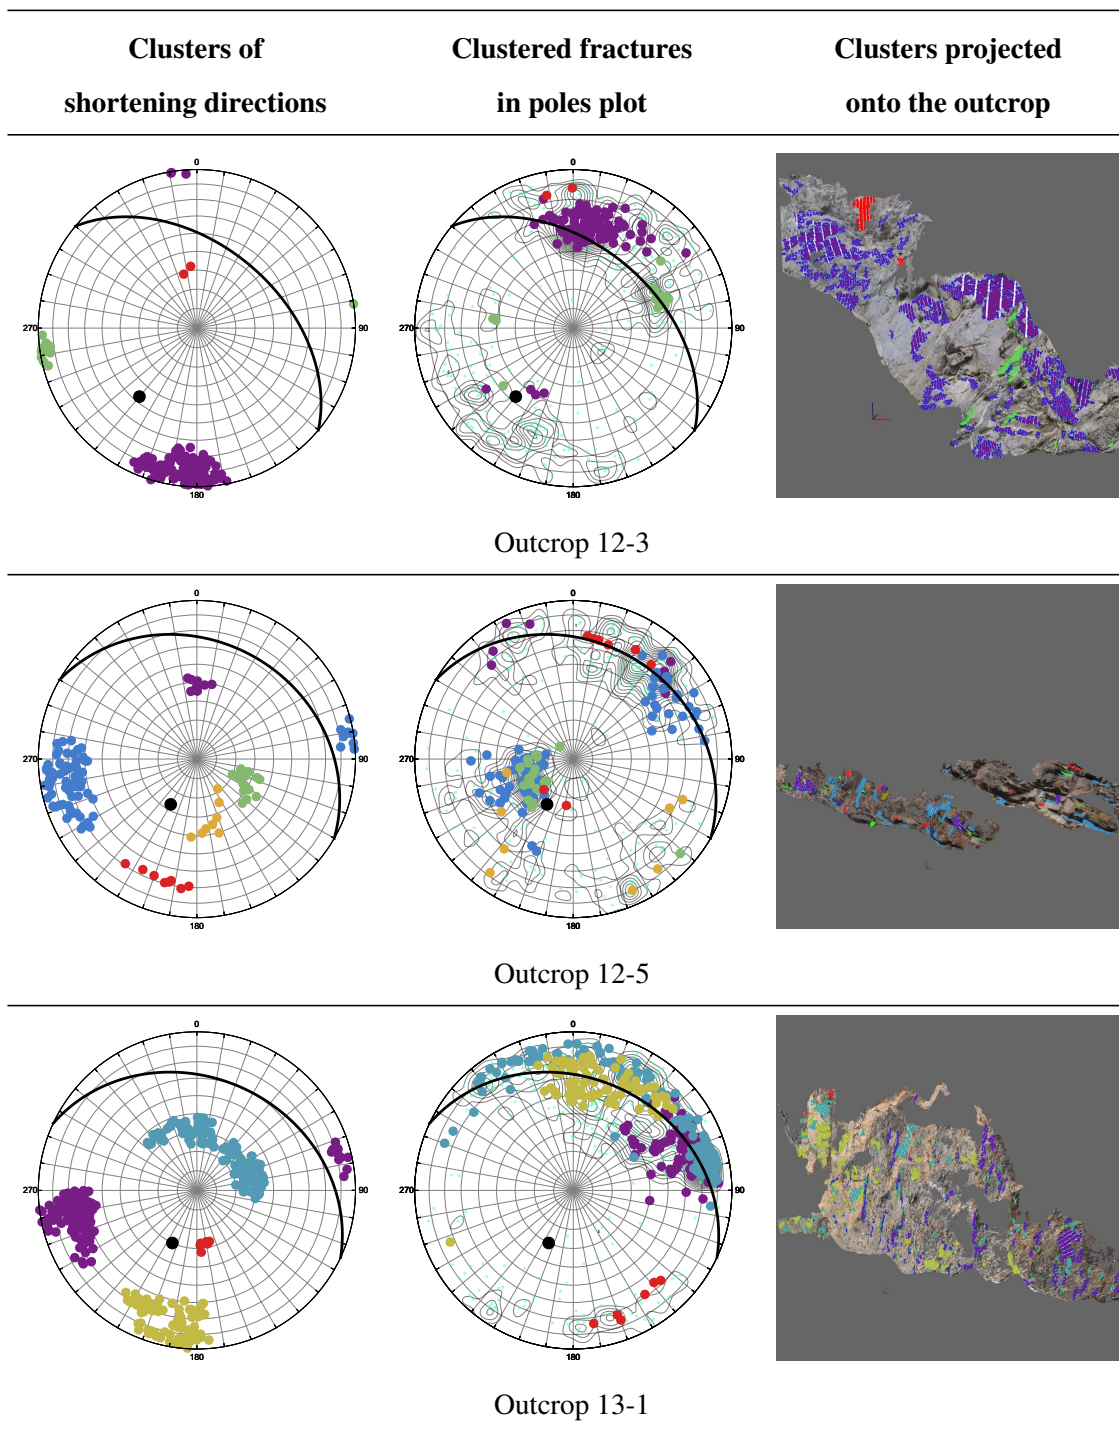 Clusters of
shortening directions
Clustered fractures
in poles plot
Clusters projected
onto the outcrop
0
270
90
180
0
270
90
180
Outcrop 12-3
0
270
90
180
0
270
90
180
Outcrop 12-5
0
270
90
180
0
270
90
180
Outcrop 13-1